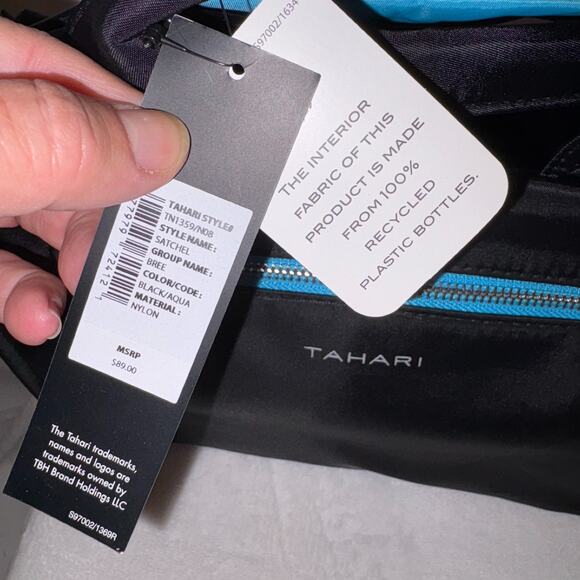 TAHARI STYLE#
TN1359/N08
STYLE NAME:
SATCHEL
GROUP NAME:
BREE
COLOR/CODE:
BLACK/AQUA
MATERIAL:
NYLON
MSRP
$89.00
The Tahari trademarks,
names and logos are
trademarks owned by
TBH Brand Holdings LLC
S97002/1369R
S97002/1634
THE INTERIOR
FABRIC OF THIS
PRODUCT IS MADE
FROM 100%
RECYCLED
PLASTIC BOTTLES.
TAHARI